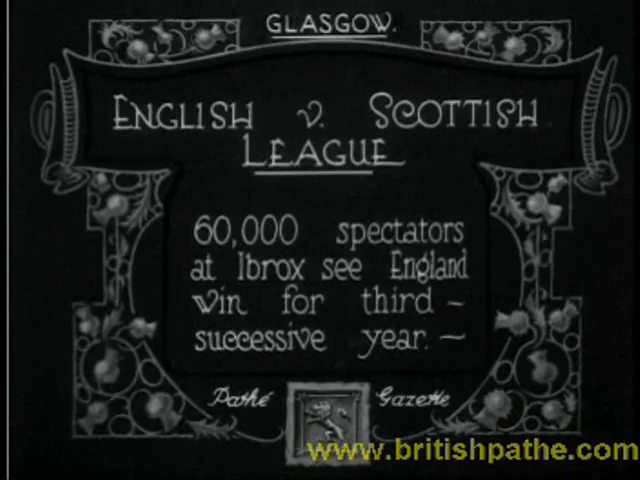 GLASGOW.
ENGLISH v. SCOTTISH
LEAGUE
60,000 spectators
at Ibrox see England
win for third –
successive year. –
Pathé Gazette
www.britishpathe.com